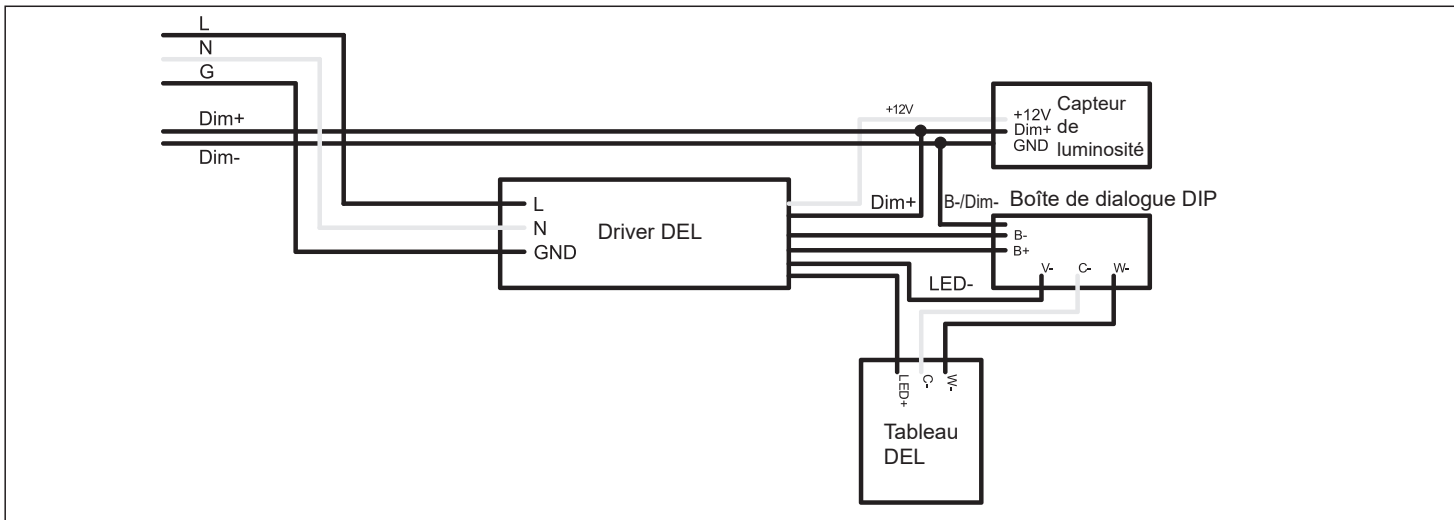 L
N
G
Dim+
Dim-
+12V
+12V
Dim+
GND
Capteur
de
luminosité
L
N
GND
Driver DEL
Dim+
B-/Dim-
Boîte de dialogue DIP
B-
B+
V-
C-
W-
LED-
LED+
C-
W-
Tableau
DEL